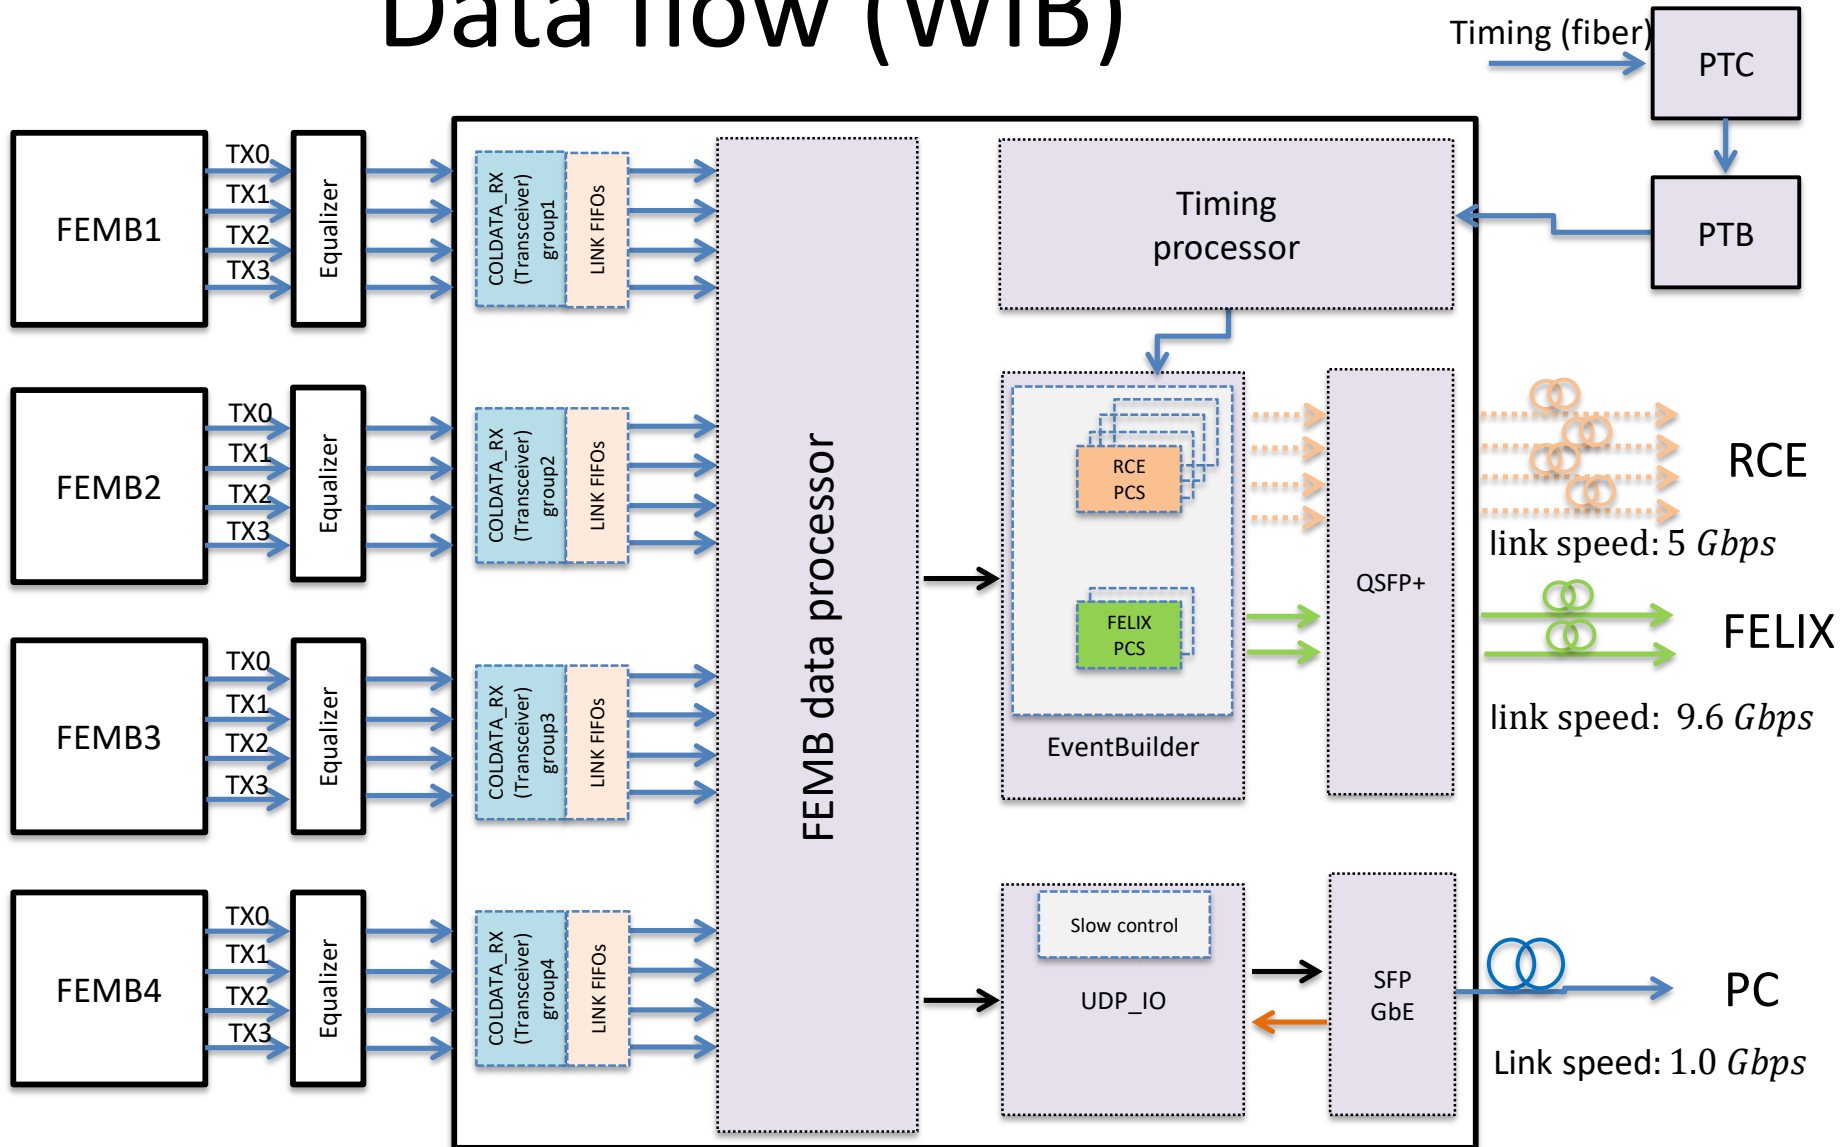 Data flow (WIB)
Timing (fiber)
PTC
PTB
FEMB1
TX0
TX1
TX2
TX3
Equalizer
COLDATA_RX
(Transceiver)
group1
LINK FIFOs
FEMB2
TX0
TX1
TX2
TX3
Equalizer
COLDATA_RX
(Transceiver)
group2
LINK FIFOs
FEMB3
TX0
TX1
TX2
TX3
Equalizer
COLDATA_RX
(Transceiver)
group3
LINK FIFOs
FEMB4
TX0
TX1
TX2
TX3
Equalizer
COLDATA_RX
(Transceiver)
group4
LINK FIFOs
FEMB data processor
Timing
processor
RCE
PCS
FELIX
PCS
EventBuilder
QSFP+
Slow control
UDP_IO
SFP
GbE
RCE
link speed: 5 Gbps
FELIX
link speed: 9.6 Gbps
PC
Link speed: 1.0 Gbps